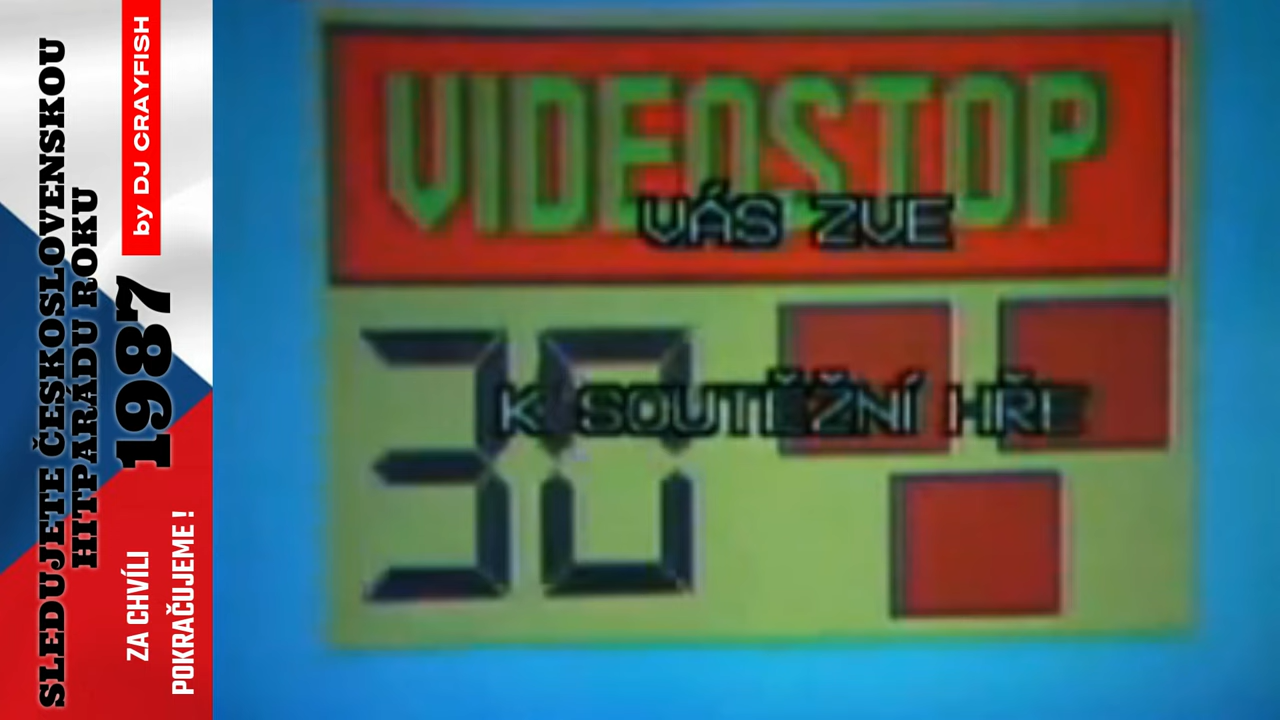 SLEDUJETE ČESKOSLOVENSKOU
HITPARÁDU ROKU
1987
by DJ CRAYFISH
ZA CHVÍLI
POKRAČUJEME !
VIDEOSTOP
VÁS ZVE
30
K SOUTĚŽNÍ HŘE